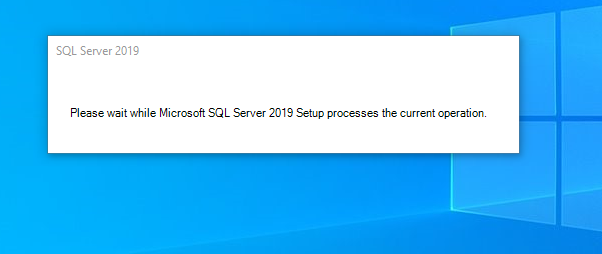 SQL Server 2019
Please wait while Microsoft SQL Server 2019 Setup processes the current operation.